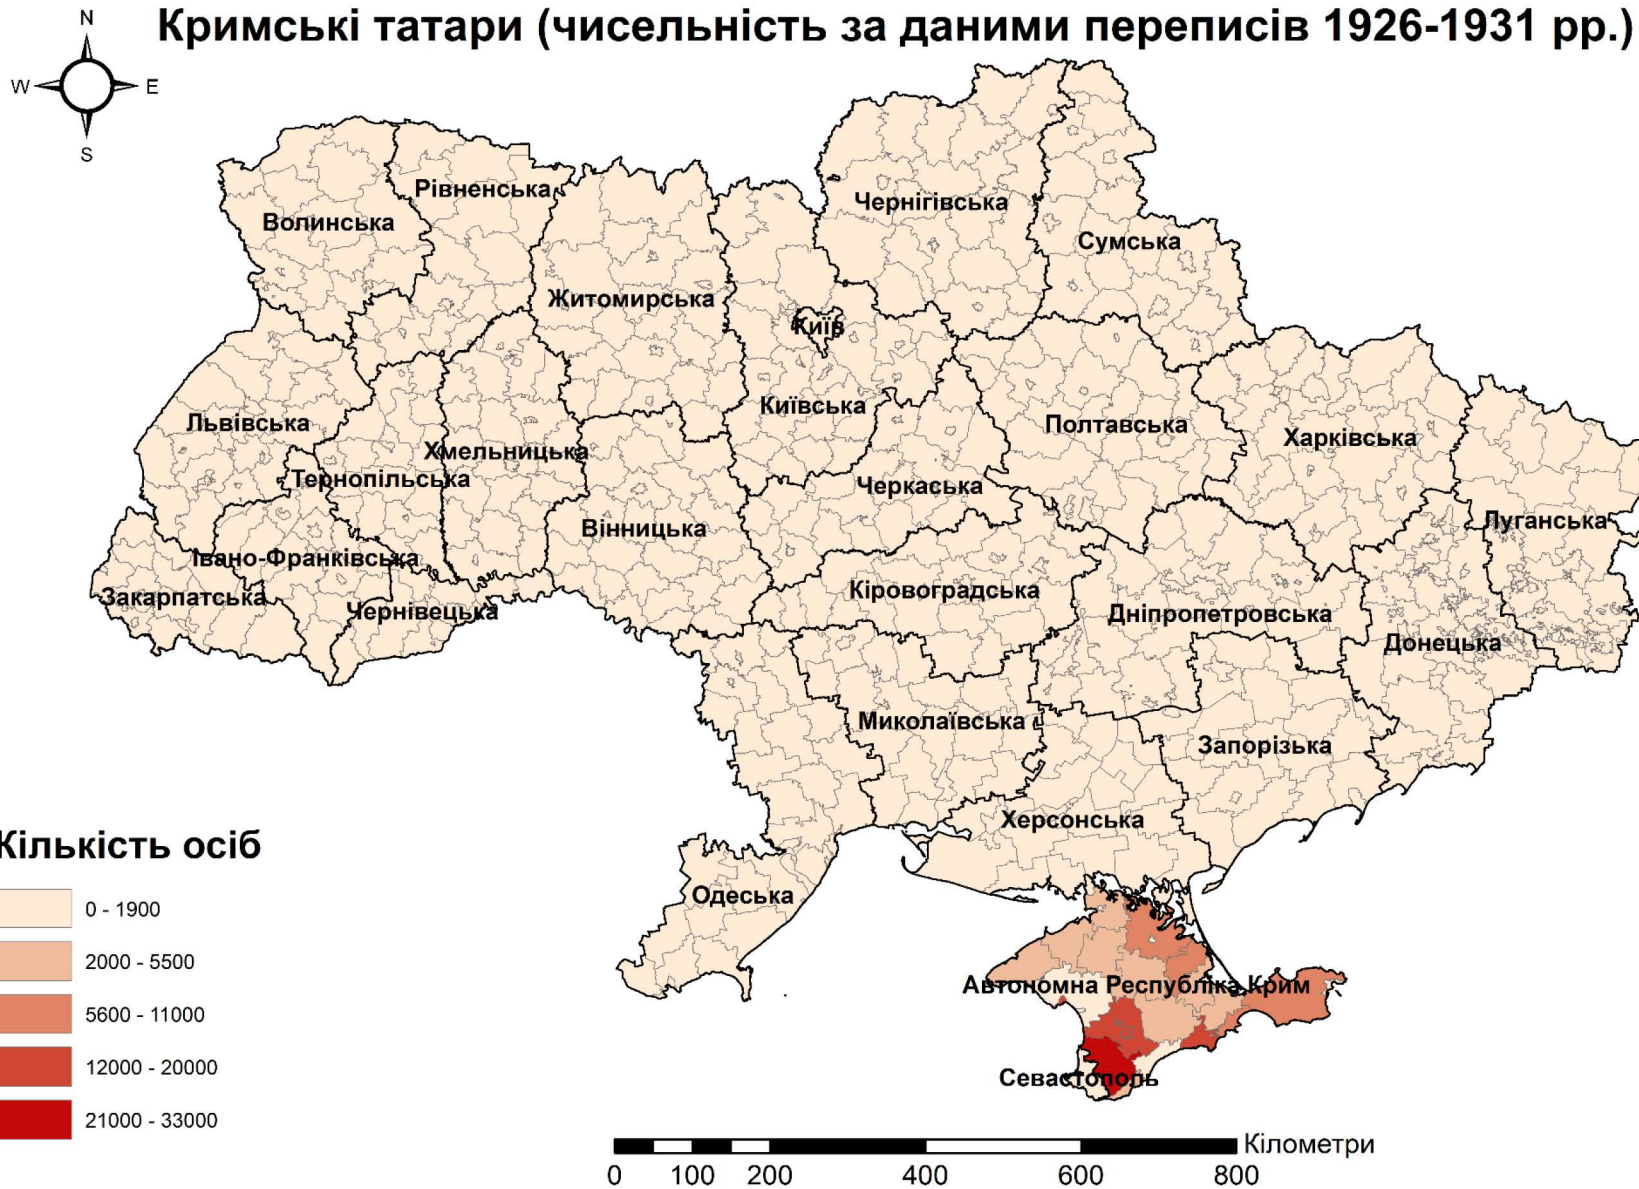 Кримські татари (чисельність за даними переписів 1926-1931 рр.)
N
W
E
S
Рівненська
Волинська
Чернігівська
Сумська
Житомирська
Київ
Київська
Львівська
Хмельницька
Тернопільська
Полтавська
Харківська
Черкаська
Вінницька
Луганська
Івано-Франківська
Закарпатська
Чернівецька
Кіровоградська
Дніпропетровська
Донецька
Миколаївська
Запорізька
Херсонська
Одеська
Автономна Республіка Крим
Севастополь
Кількість осіб
0 - 1900
2000 - 5500
5600 - 11000
12000 - 20000
21000 - 33000
Кілометри
0 100 200 400 600 800